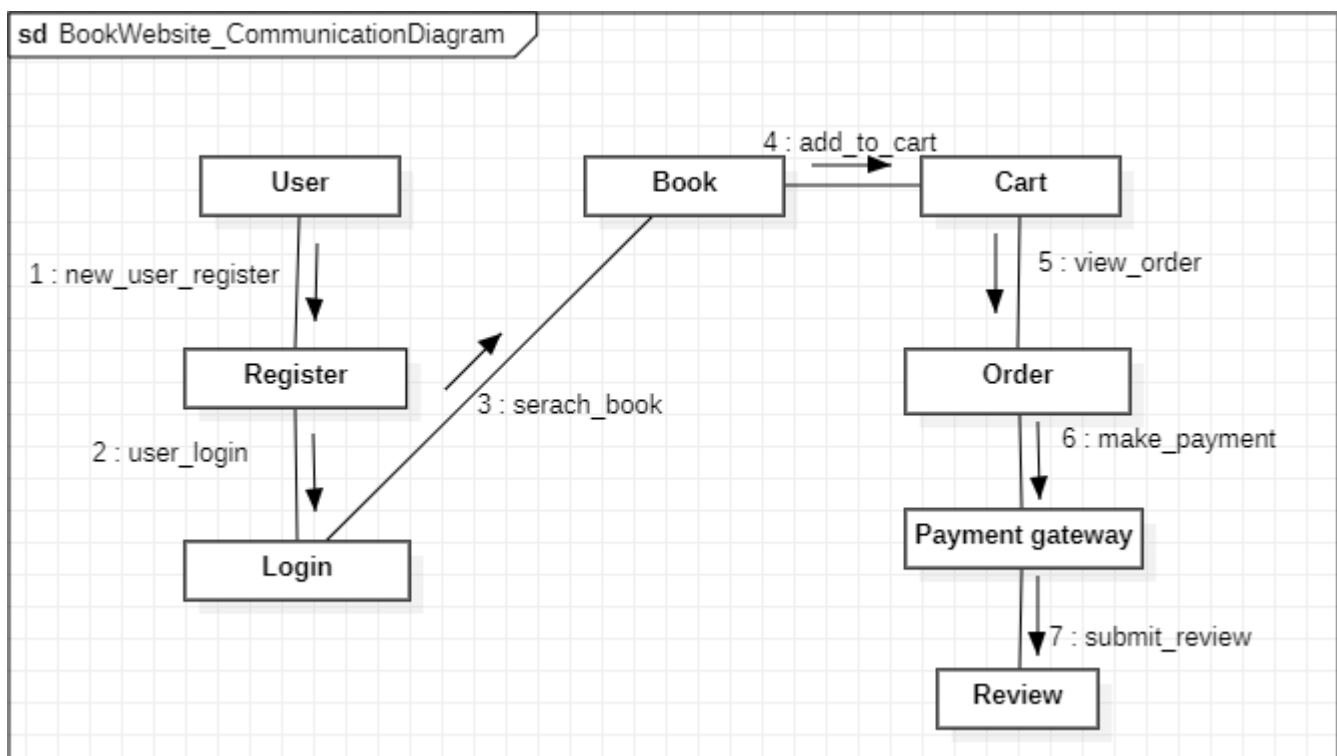 sd BookWebsite_CommunicationDiagram
User
Book
4 : add_to_cart
Cart
1 : new_user_register
5 : view_order
Register
3 : serach_book
Order
2 : user_login
6 : make_payment
Login
Payment gateway
7 : submit_review
Review